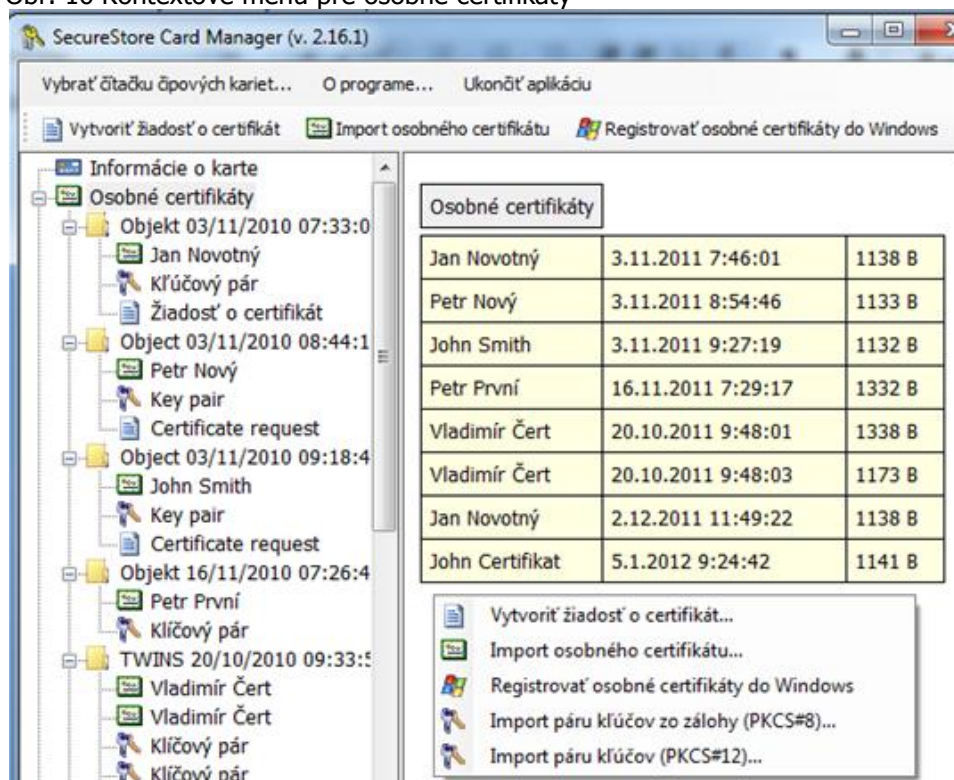 Obr. 10 Kontextové menu pre osobné certifikáty
SecureStore Card Manager (v. 2.16.1)
Vybrať čítačku čipových kariet... O programe... Ukončiť aplikáciu
Vytvoriť žiadosť o certifikát Import osobného certifikátu Registrovať osobné certifikáty do Windows
Informácie o karte
Osobné certifikáty
Objekt 03/11/2010 07:33:0
Jan Novotný
Kľúčový pár
Žiadosť o certifikát
Object 03/11/2010 08:44:1
Petr Nový
Key pair
Certificate request
Object 03/11/2010 09:18:4
John Smith
Key pair
Certificate request
Objekt 16/11/2010 07:26:4
Petr První
Klíčový pár
TWINS 20/10/2010 09:33:5
Vladimír Čert
Vladimír Čert
Klíčový pár
Klíčový pár
Osobné certifikáty
Jan Novotný 3.11.2011 7:46:01 1138 B
Petr Nový 3.11.2011 8:54:46 1133 B
John Smith 3.11.2011 9:27:19 1132 B
Petr První 16.11.2011 7:29:17 1332 B
Vladimír Čert 20.10.2011 9:48:01 1338 B
Vladimír Čert 20.10.2011 9:48:03 1173 B
Jan Novotný 2.12.2011 11:49:22 1138 B
John Certifikat 5.1.2012 9:24:42 1141 B
Vytvoriť žiadosť o certifikát...
Import osobného certifikátu...
Registrovať osobné certifikáty do Windows
Import páru kľúčov zo zálohy (PKCS#8)...
Import páru kľúčov (PKCS#12)...